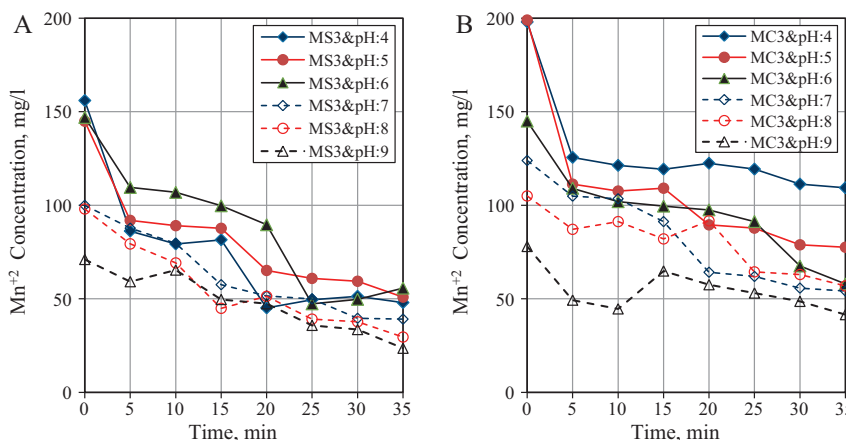 A
MS3&pH:4
MS3&pH:5
MS3&pH:6
MS3&pH:7
MS3&pH:8
MS3&pH:9
200
150
100
50
0
Mn+2 Concentration, mg/l
0 5 10 15 20 25 30 35
Time, min
B
MC3&pH:4
MC3&pH:5
MC3&pH:6
MC3&pH:7
MC3&pH:8
MC3&pH:9
200
150
100
50
0
Mn+2 Concentration, mg/l
0 5 10 15 20 25 30 35
Time, min